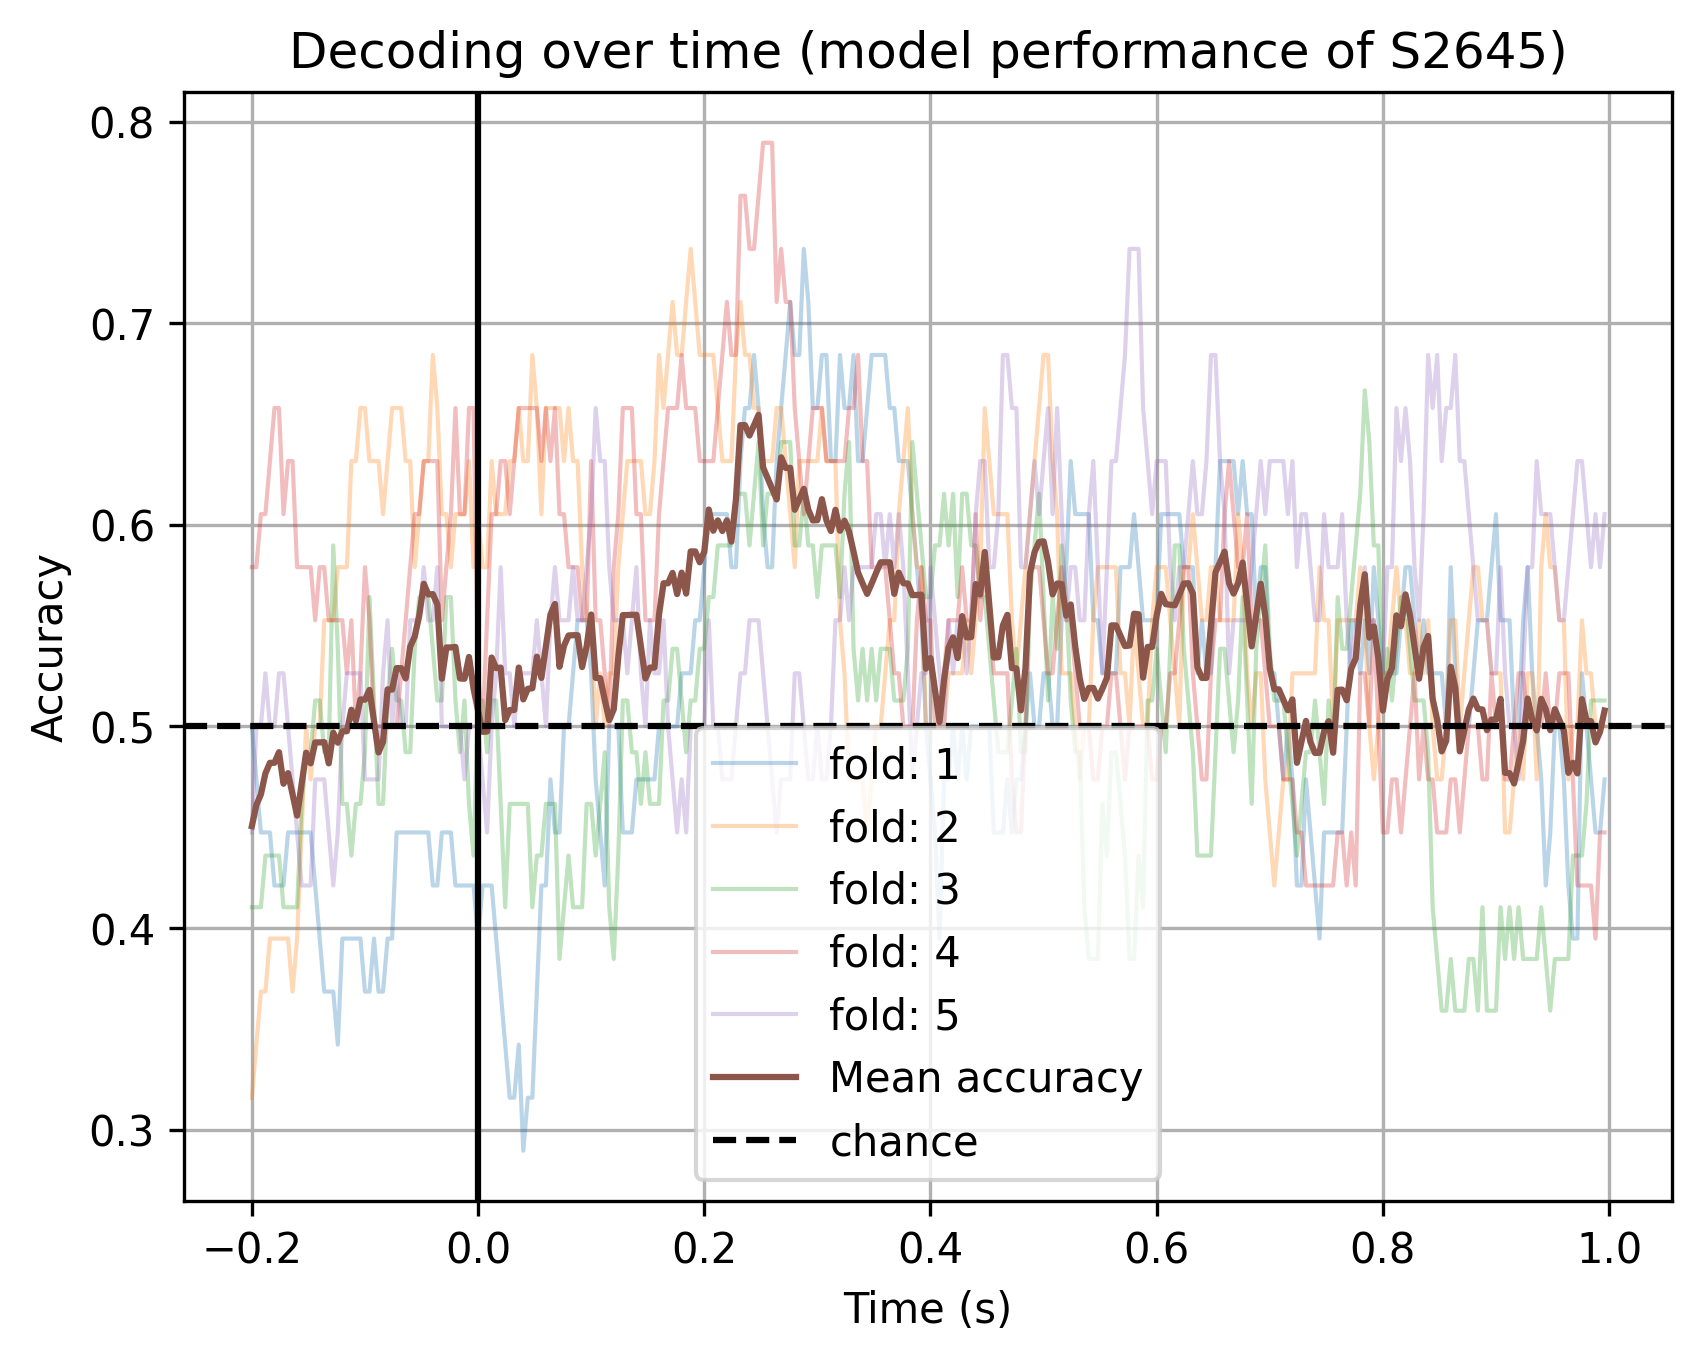 Decoding over time (model performance of S2645)
Accuracy
0.8
0.7
0.6
0.5
0.4
0.3
fold: 1
fold: 2
fold: 3
fold: 4
fold: 5
Mean accuracy
chance
−0.2 0.0 0.2 0.4 0.6 0.8 1.0
Time (s)